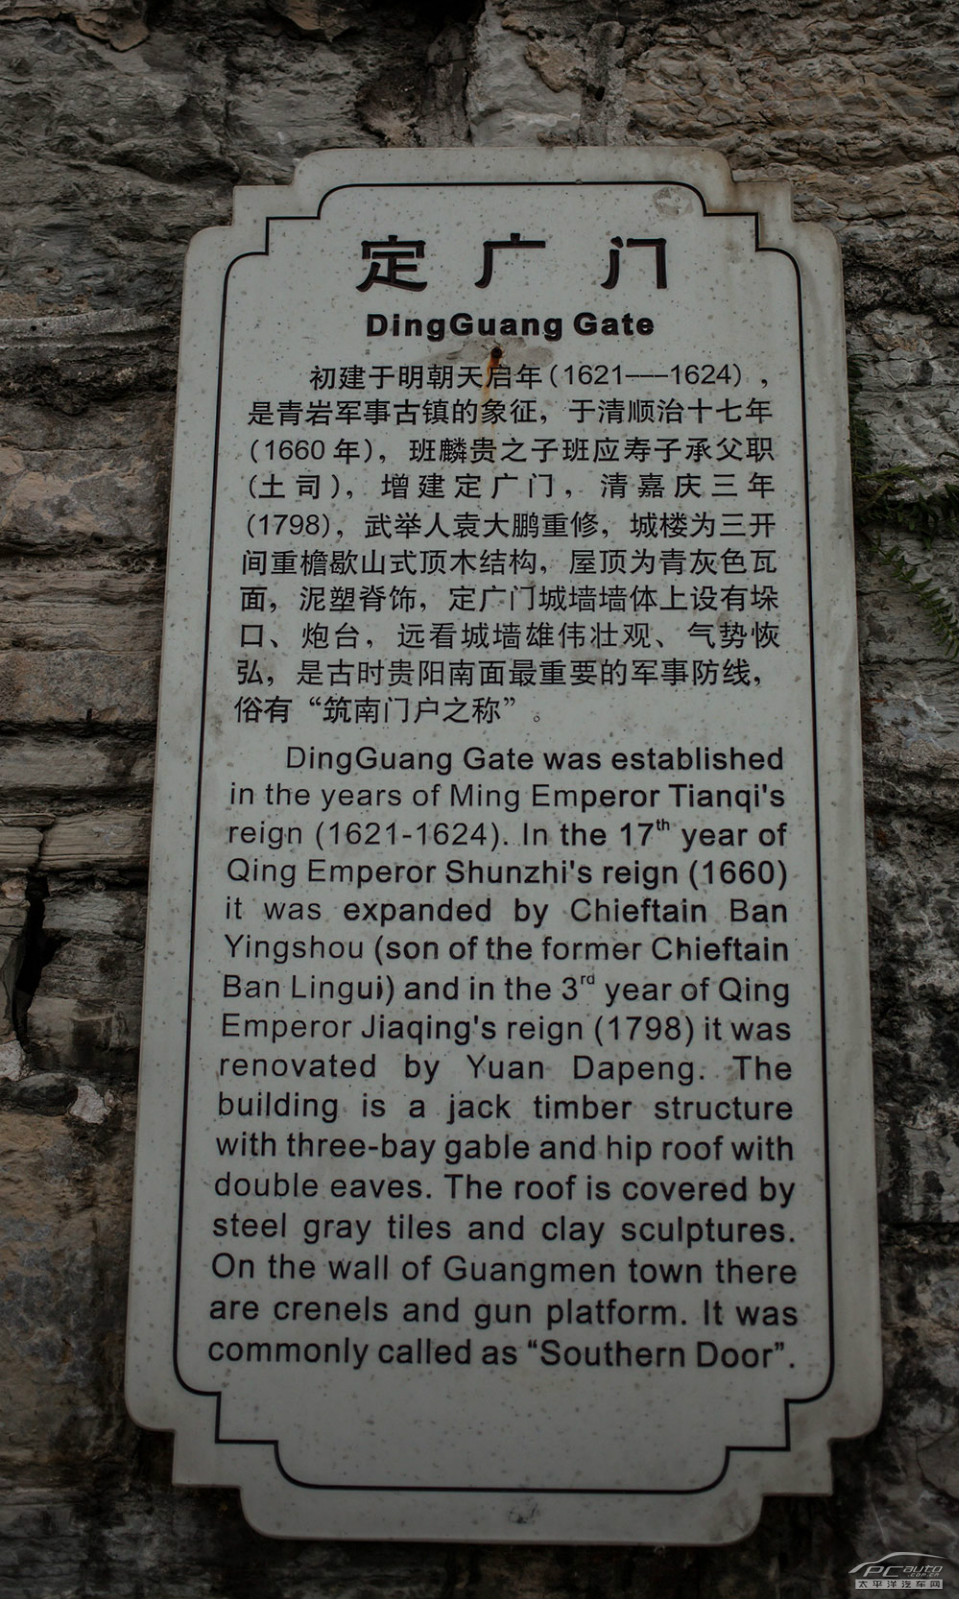 定广门
DingGuang Gate
初建于明朝天启年（1621──1624），
是青岩军事古镇的象征，于清顺治十七年
（1660 年），班麟贵之子班应寿子承父职
（土司），增建定广门，清嘉庆三年
（1798），武举人袁大鹏重修，城楼为三开
间重檐歇山式顶木结构，屋顶为青灰色瓦
面，泥塑脊饰，定广门城墙墙体上设有垛
口、炮台，远看城墙雄伟壮观、气势恢
弘，是古时贵阳南面最重要的军事防线，
俗有“筑南门户之称”。
DingGuang Gate was established
in the years of Ming Emperor Tianqi's
reign (1621-1624). In the 17th year of
Qing Emperor Shunzhi's reign (1660)
it was expanded by Chieftain Ban
Yingshou (son of the former Chieftain
Ban Lingui) and in the 3rd year of Qing
Emperor Jiaqing's reign (1798) it was
renovated by Yuan Dapeng. The
building is a jack timber structure
with three-bay gable and hip roof with
double eaves. The roof is covered by
steel gray tiles and clay sculptures.
On the wall of Guangmen town there
are crenels and gun platform. It was
commonly called as “Southern Door”.
PCauto
.com.cn
太平洋汽车网